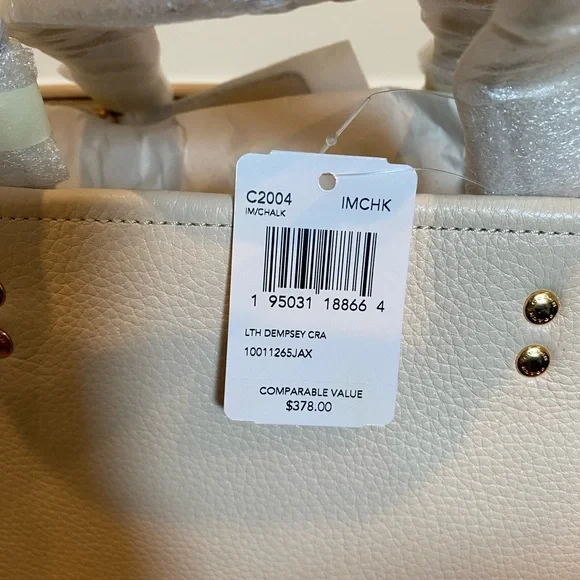 C2004 IMCHK
IM/CHALK
1 95031 18866 4
LTH DEMPSEY CRA
10011265JAX
COMPARABLE VALUE
$378.00